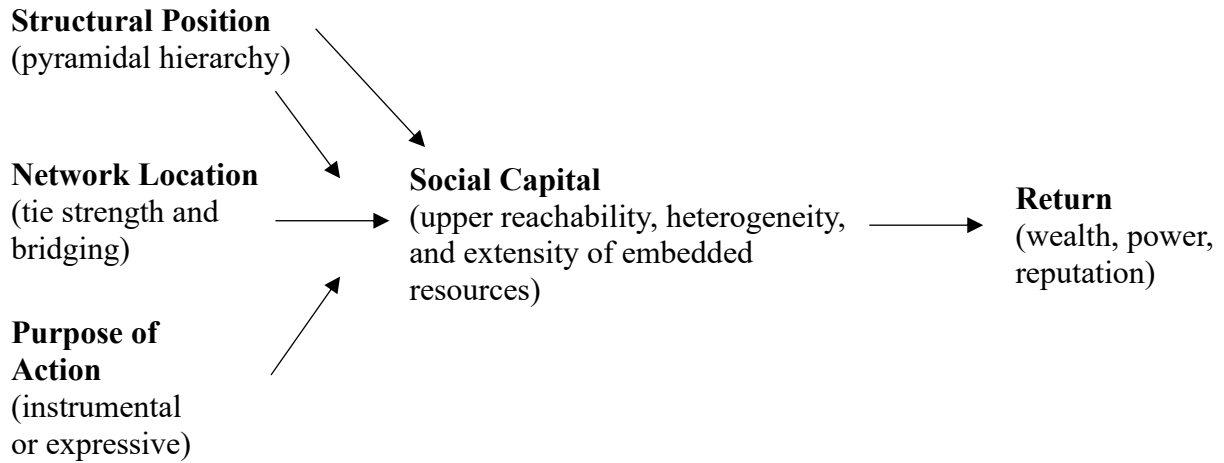 Structural Position
(pyramidal hierarchy)
Network Location
(tie strength and
bridging)
Purpose of
Action
(instrumental
or expressive)
Social Capital
(upper reachability, heterogeneity,
and extensity of embedded
resources)
Return
(wealth, power,
reputation)